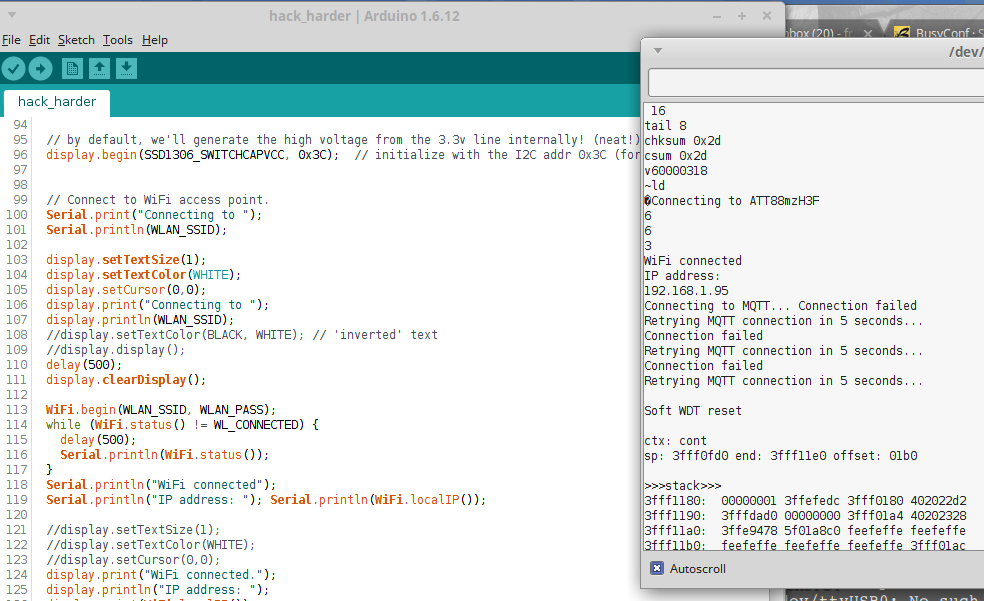 hack_harder | Arduino 1.6.12
File Edit Sketch Tools Help
hack_harder
94
95 // by default, we'll generate the high voltage from the 3.3v line internally! (neat!)
96 display.begin(SSD1306_SWITCHCAPVCC, 0x3C);  // initialize with the I2C addr 0x3C (for
97
98
99 // Connect to WiFi access point.
100 Serial.print("Connecting to ");
101 Serial.println(WLAN_SSID);
102
103 display.setTextSize(1);
104 display.setTextColor(WHITE);
105 display.setCursor(0,0);
106 display.print("Connecting to ");
107 display.println(WLAN_SSID);
108 //display.setTextColor(BLACK, WHITE); // 'inverted' text
109 //display.display();
110 delay(500);
111 display.clearDisplay();
112
113 WiFi.begin(WLAN_SSID, WLAN_PASS);
114 while (WiFi.status() != WL_CONNECTED) {
115   delay(500);
116   Serial.println(WiFi.status());
117 }
118 Serial.println("WiFi connected");
119 Serial.println("IP address: "); Serial.println(WiFi.localIP());
120
121 //display.setTextSize(1);
122 //display.setTextColor(WHITE);
123 //display.setCursor(0,0);
124 display.print("WiFi connected.");
125 display.println("IP address: ");
nbox (20) - fr
BusyConf - S
/dev/
16
tail 8
chksum 0x2d
csum 0x2d
v60000318
~ld
�Connecting to ATT88mzH3F
6
6
3
WiFi connected
IP address:
192.168.1.95
Connecting to MQTT... Connection failed
Retrying MQTT connection in 5 seconds...
Connection failed
Retrying MQTT connection in 5 seconds...
Connection failed
Retrying MQTT connection in 5 seconds...
Soft WDT reset
ctx: cont
sp: 3fff0fd0 end: 3fff11e0 offset: 01b0
>>>stack>>>
3fff1180:  00000001 3ffefedc 3fff0180 402022d2
3fff1190:  3fffdad0 00000000 3fff01a4 40202328
3fff11a0:  3ffe9478 5f01a8c0 feefeffe feefeffe
3fff11b0:  feefeffe feefeffe feefeffe 3fff01ac
Autoscroll
ev/ttyUSB0: No such